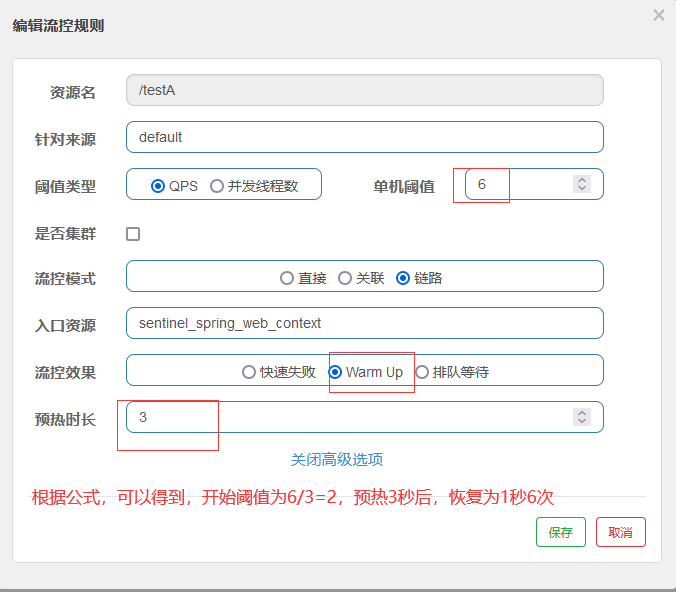 编辑流控规则 ×
资源名 /testA
针对来源 default
阈值类型 QPS 并发线程数 单机阈值 6
是否集群
流控模式 直接 关联 链路
入口资源 sentinel_spring_web_context
流控效果 快速失败 Warm Up 排队等待
预热时长 3
关闭高级选项
根据公式，可以得到，开始阈值为6/3=2，预热3秒后，恢复为1秒6次
保存 取消